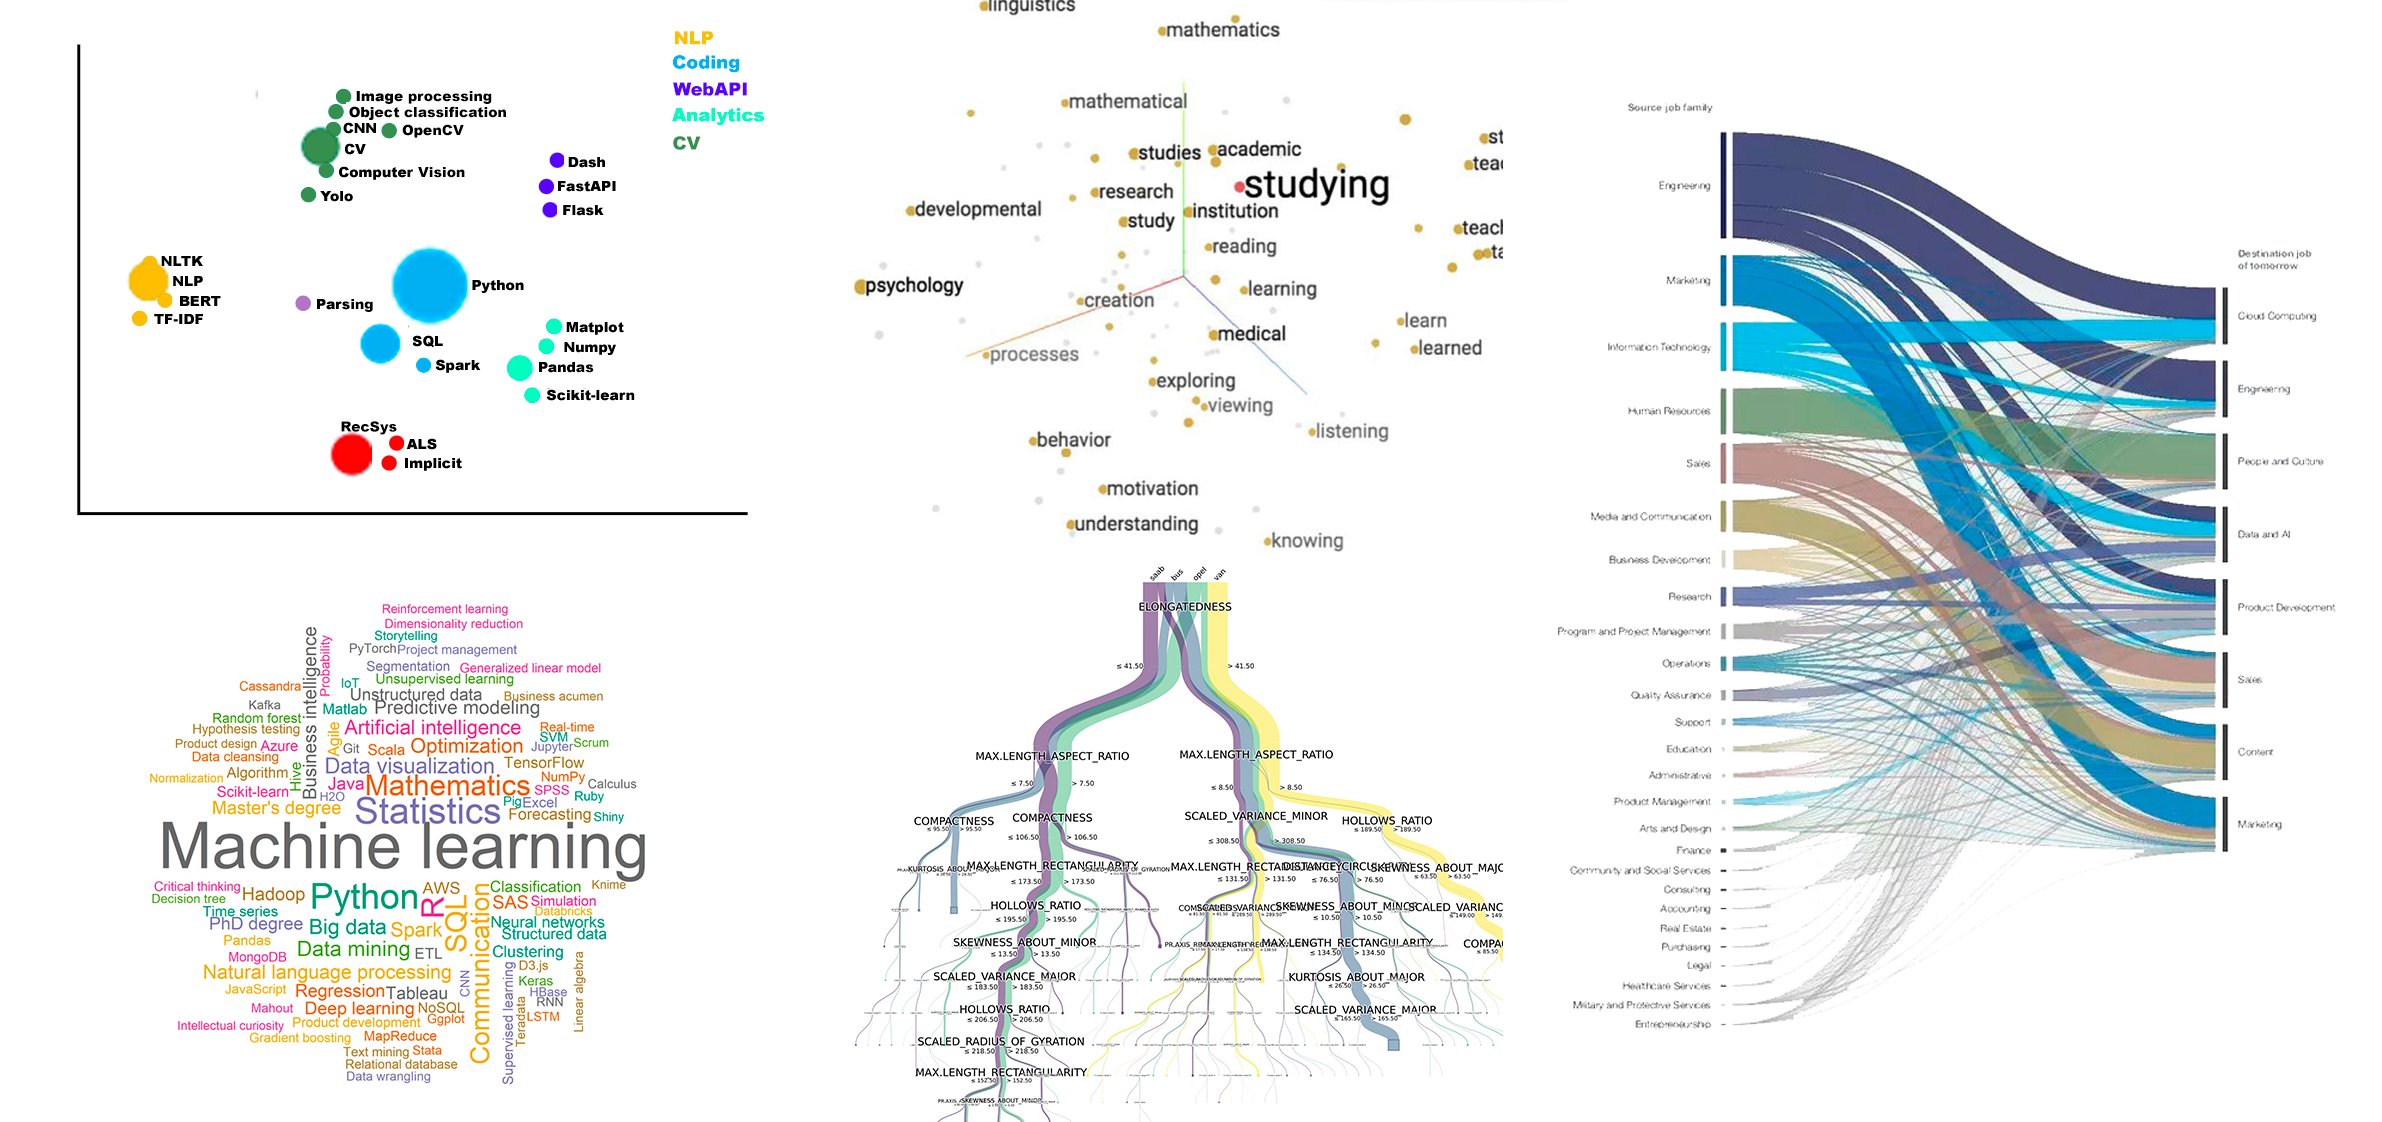 NLP
Coding
WebAPI
Analytics
CV
Image processing
Object classification
CNN
OpenCV
CV
Computer Vision
Yolo
Dash
FastAPI
Flask
NLTK
NLP
BERT
TF-IDF
Parsing
Python
SQL
Spark
Matplot
Numpy
Pandas
Scikit-learn
RecSys
ALS
Implicit
linguistics
mathematics
mathematical
studies
academic
studying
research
developmental
institution
study
reading
psychology
creation
learning
medical
learn
learned
processes
exploring
viewing
listening
behavior
motivation
understanding
knowing
st
teac
teach
ta
Source job family
Engineering
Marketing
Information Technology
Human Resources
Sales
Media and Communication
Business Development
Research
Program and Project Management
Operations
Quality Assurance
Support
Education
Administrative
Product Management
Arts and Design
Finance
Community and Social Services
Consulting
Accounting
Real Estate
Purchasing
Legal
Healthcare Services
Military and Protective Services
Entrepreneurship
Destination job
of tomorrow
Cloud Computing
Engineering
People and Culture
Data and AI
Product Development
Sales
Content
Marketing
Reinforcement learning
Dimensionality reduction
Storytelling
PyTorch
Project management
Segmentation
Generalized linear model
Probability
Business intelligence
Cassandra
IoT
Unsupervised learning
Unstructured data
Business acumen
Kafka
Matlab
Predictive modeling
Random forest
Hypothesis testing
Agile
Artificial intelligence
Real-time
SVM
Product design
Azure
Git
Scala
Optimization
Jupyter
Scrum
Data cleansing
Data visualization
TensorFlow
Normalization
Algorithm
Hive
Java
Mathematics
NumPy
SPSS
Calculus
Scikit-learn
H2O
Ruby
Master's degree
Statistics
Pig
Excel
Forecasting
Shiny
Machine learning
Critical thinking
Hadoop
Python
AWS
R
SQL
Communication
Classification
Knime
Decision tree
SAS
Simulation
Time series
Databricks
PhD degree
Big data
Spark
Neural networks
Structured data
Pandas
Data mining
ETL
Clustering
MongoDB
Natural language processing
CNN
Supervised learning
D3.js
Linear algebra
Keras
JavaScript
Regression
Tableau
HBase
RNN
Mahout
Deep learning
NoSQL
Teradata
LSTM
Intellectual curiosity
Product development
Ggplot
Gradient boosting
MapReduce
Text mining
Stata
Relational database
Data wrangling
saab
bus
opel
van
ELONGATEDNESS
≤ 41.50
> 41.50
MAX.LENGTH_ASPECT_RATIO
MAX.LENGTH_ASPECT_RATIO
≤ 7.50
> 7.50
≤ 8.50
> 8.50
COMPACTNESS
≤ 95.50
> 95.50
COMPACTNESS
≤ 106.50
> 106.50
SCALED_VARIANCE_MINOR
≤ 308.50
> 308.50
HOLLOWS_RATIO
≤ 189.50
> 189.50
MAX.LENGTH_RECTANGULARITY
≤ 173.50
> 173.50
≤ 131.50
> 131.50
≤ 76.50
> 76.50
SKEWNESS_ABOUT_MAJO
≤ 63.50
> 63.50
HOLLOWS_RATIO
≤ 195.50
> 195.50
SKEWNESS_ABOUT_MINOR
≤ 10.50
> 10.50
SCALED_VARIANC
SKEWNESS_ABOUT_MINOR
≤ 13.50
> 13.50
MAX.LENGTH_RECTANGULARITY
≤ 134.50
> 134.50
COMPA
≤ 85.50
SCALED_VARIANCE_MAJOR
≤ 183.50
> 183.50
KURTOSIS_ABOUT_MAJOR
≤ 26.50
> 26.50
HOLLOWS_RATIO
≤ 206.50
> 206.50
SCALED_VARIANCE_MAJOR
≤ 165.50
> 165.50
SCALED_RADIUS_OF_GYRATION
≤ 218.50
> 218.50
MAX.LENGTH_RECTANGULARITY
≤ 152.50
> 152.50
SKEWNESS_ABOUT_MINOR